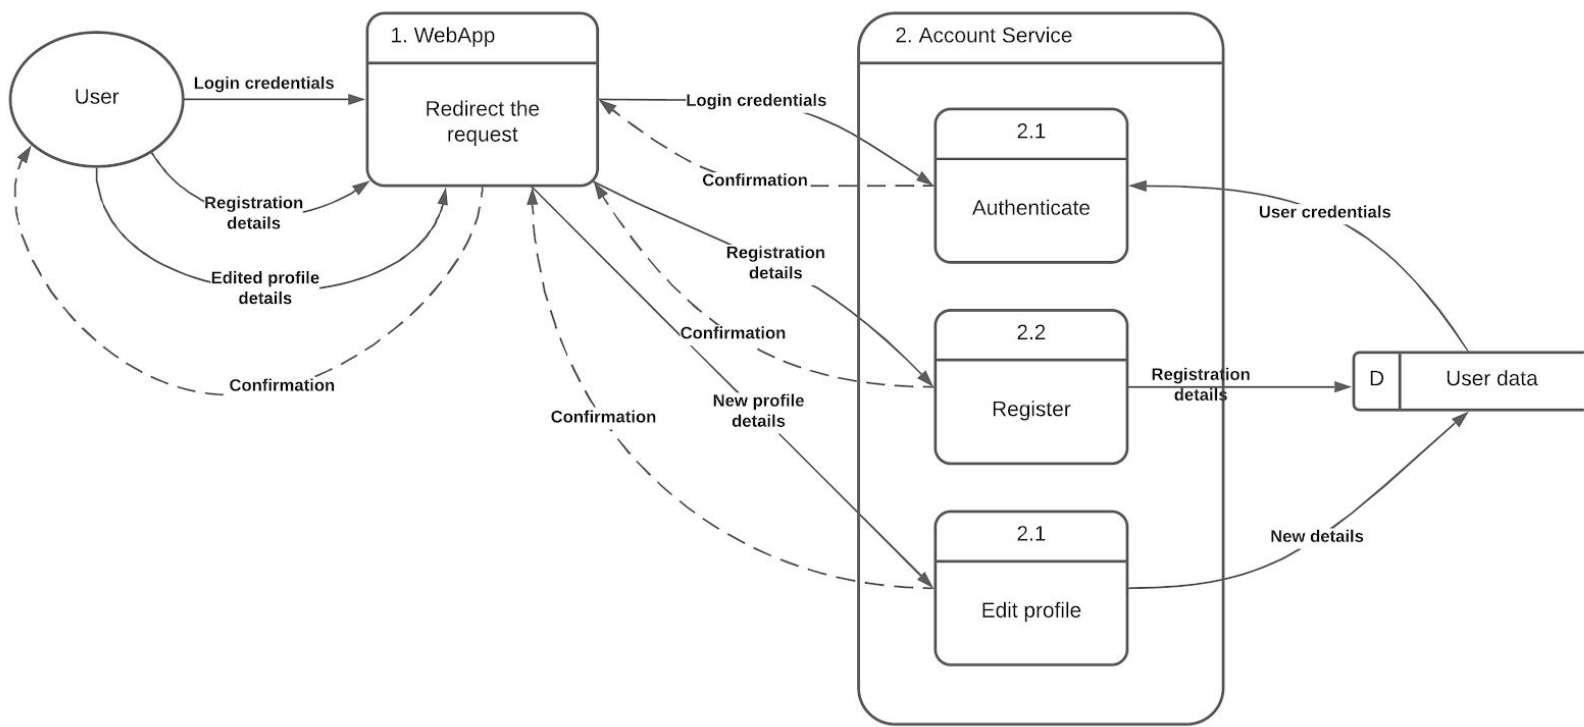 1. WebApp
2. Account Service
User
Login credentials
Redirect the
request
Login credentials
2.1
Confirmation
Authenticate
Registration
details
User credentials
Registration
details
Edited profile
details
Confirmation
2.2
Confirmation
Registration
details
D
User data
New profile
details
Register
Confirmation
2.1
New details
Edit profile